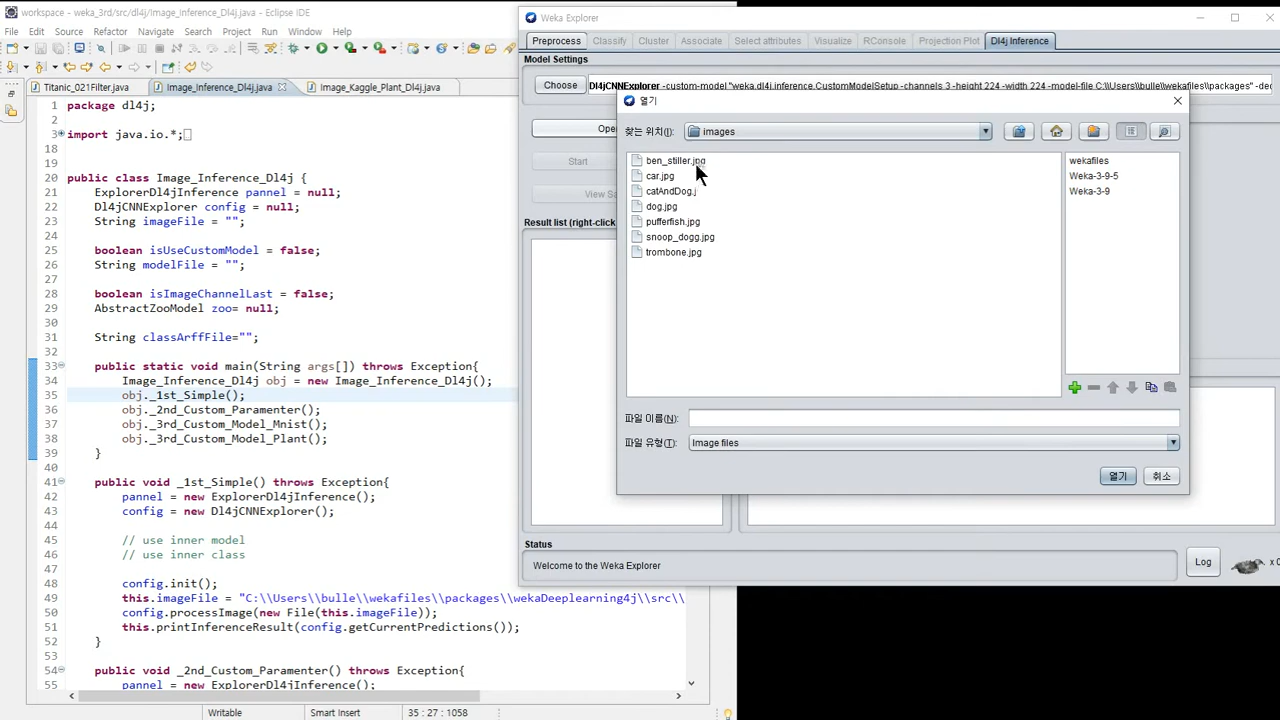 workspace - weka_3rd/src/dl4j/Image_Inference_Dl4j.java - Eclipse IDE
File Edit Source Refactor Navigate Search Project Run Window Help
Titanic_021Filter.java Image_Inference_Dl4j.java Image_Kaggle_Plant_Dl4j.java
1 package dl4j;
2
3 import java.io.*;
18
19
20 public class Image_Inference_Dl4j {
21 ExplorerDl4jInference pannel = null;
22 Dl4jCNNExplorer config = null;
23 String imageFile = "";
24
25 boolean isUseCustomModel = false;
26 String modelFile = "";
27
28 boolean isImageChannelLast = false;
29 AbstractZooModel zoo= null;
30
31 String classArffFile="";
32
33 public static void main(String args[]) throws Exception{
34 Image_Inference_Dl4j obj = new Image_Inference_Dl4j();
35 obj._1st_Simple();
36 obj._2nd_Custom_Paramenter();
37 obj._3rd_Custom_Model_Mnist();
38 obj._3rd_Custom_Model_Plant();
39 }
40
41 public void _1st_Simple() throws Exception{
42 pannel = new ExplorerDl4jInference();
43 config = new Dl4jCNNExplorer();
44
45 // use inner model
46 // use inner class
47
48 config.init();
49 this.imageFile = "C:\\Users\\bulle\\wekafiles\\packages\\wekaDeeplearning4j\\src\\
50 config.processImage(new File(this.imageFile));
51 this.printInferenceResult(config.getCurrentPredictions());
52 }
53
54 public void _2nd_Custom_Paramenter() throws Exception{
55 pannel = new ExplorerDl4jInference();
Writable Smart Insert 35 : 27 : 1058
Weka Explorer
Preprocess Classify Cluster Associate Select attributes Visualize RConsole Projection Plot Dl4j Inference
Model Settings
Choose Dl4jCNNExplorer -custom-model "weka.dl4j.inference.CustomModelSetup -channels 3 -height 224 -width 224 -model-file C:\\Users\\bulle\\wekafiles\\packages" -dec
Start
Result list (right-click
열기
찾는 위치(I): images
ben_stiller.jpg
car.jpg
catAndDog.j
dog.jpg
pufferfish.jpg
snoop_dogg.jpg
trombone.jpg
wekafiles
Weka-3-9-5
Weka-3-9
파일 이름(N):
파일 유형(T): Image files
열기 취소
Status
Welcome to the Weka Explorer
Log x 0